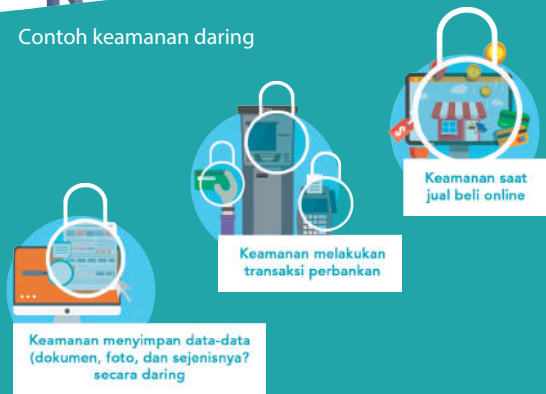 Contoh keamanan daring
Keamanan saat
jual beli online
Keamanan melakukan
transaksi perbankan
Keamanan menyimpan data-data
(dokumen, foto, dan sejenisnya?
secara daring